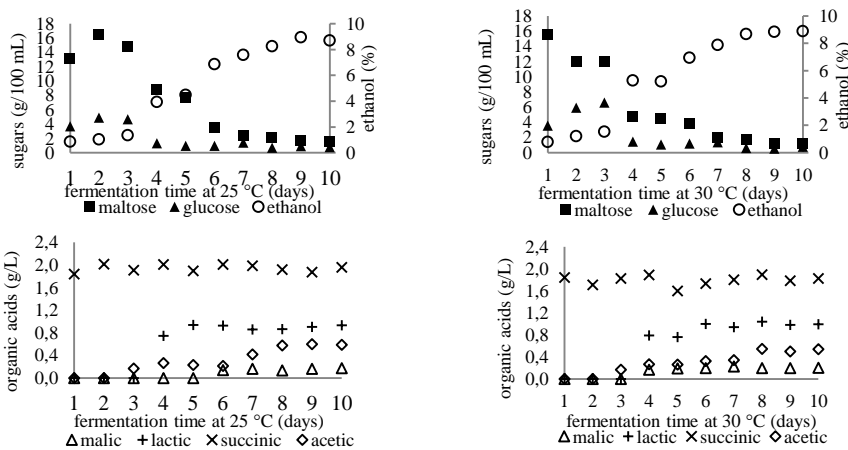 sugars (g/100 mL)
18
16
14
12
10
8
6
4
2
0
10
8
6
4
2
0
ethanol (%)
1 2 3 4 5 6 7 8 9 10
fermentation time at 25 °C (days)
■maltose ▲glucose ○ethanol
sugars (g/100 mL)
18
16
14
12
10
8
6
4
2
0
10
8
6
4
2
0
ethanol (%)
1 2 3 4 5 6 7 8 9 10
fermentation time at 30 °C (days)
■maltose ▲glucose ○ethanol
organic acids (g/L)
2,4
2,0
1,6
1,2
0,8
0,4
0,0
1 2 3 4 5 6 7 8 9 10
fermentation time at 25 °C (days)
△malic +lactic ×succinic ◇acetic
organic acids (g/L)
2,4
2,0
1,6
1,2
0,8
0,4
0,0
1 2 3 4 5 6 7 8 9 10
fermentation time at 30 °C (days)
△malic +lactic ×succinic ◇acetic